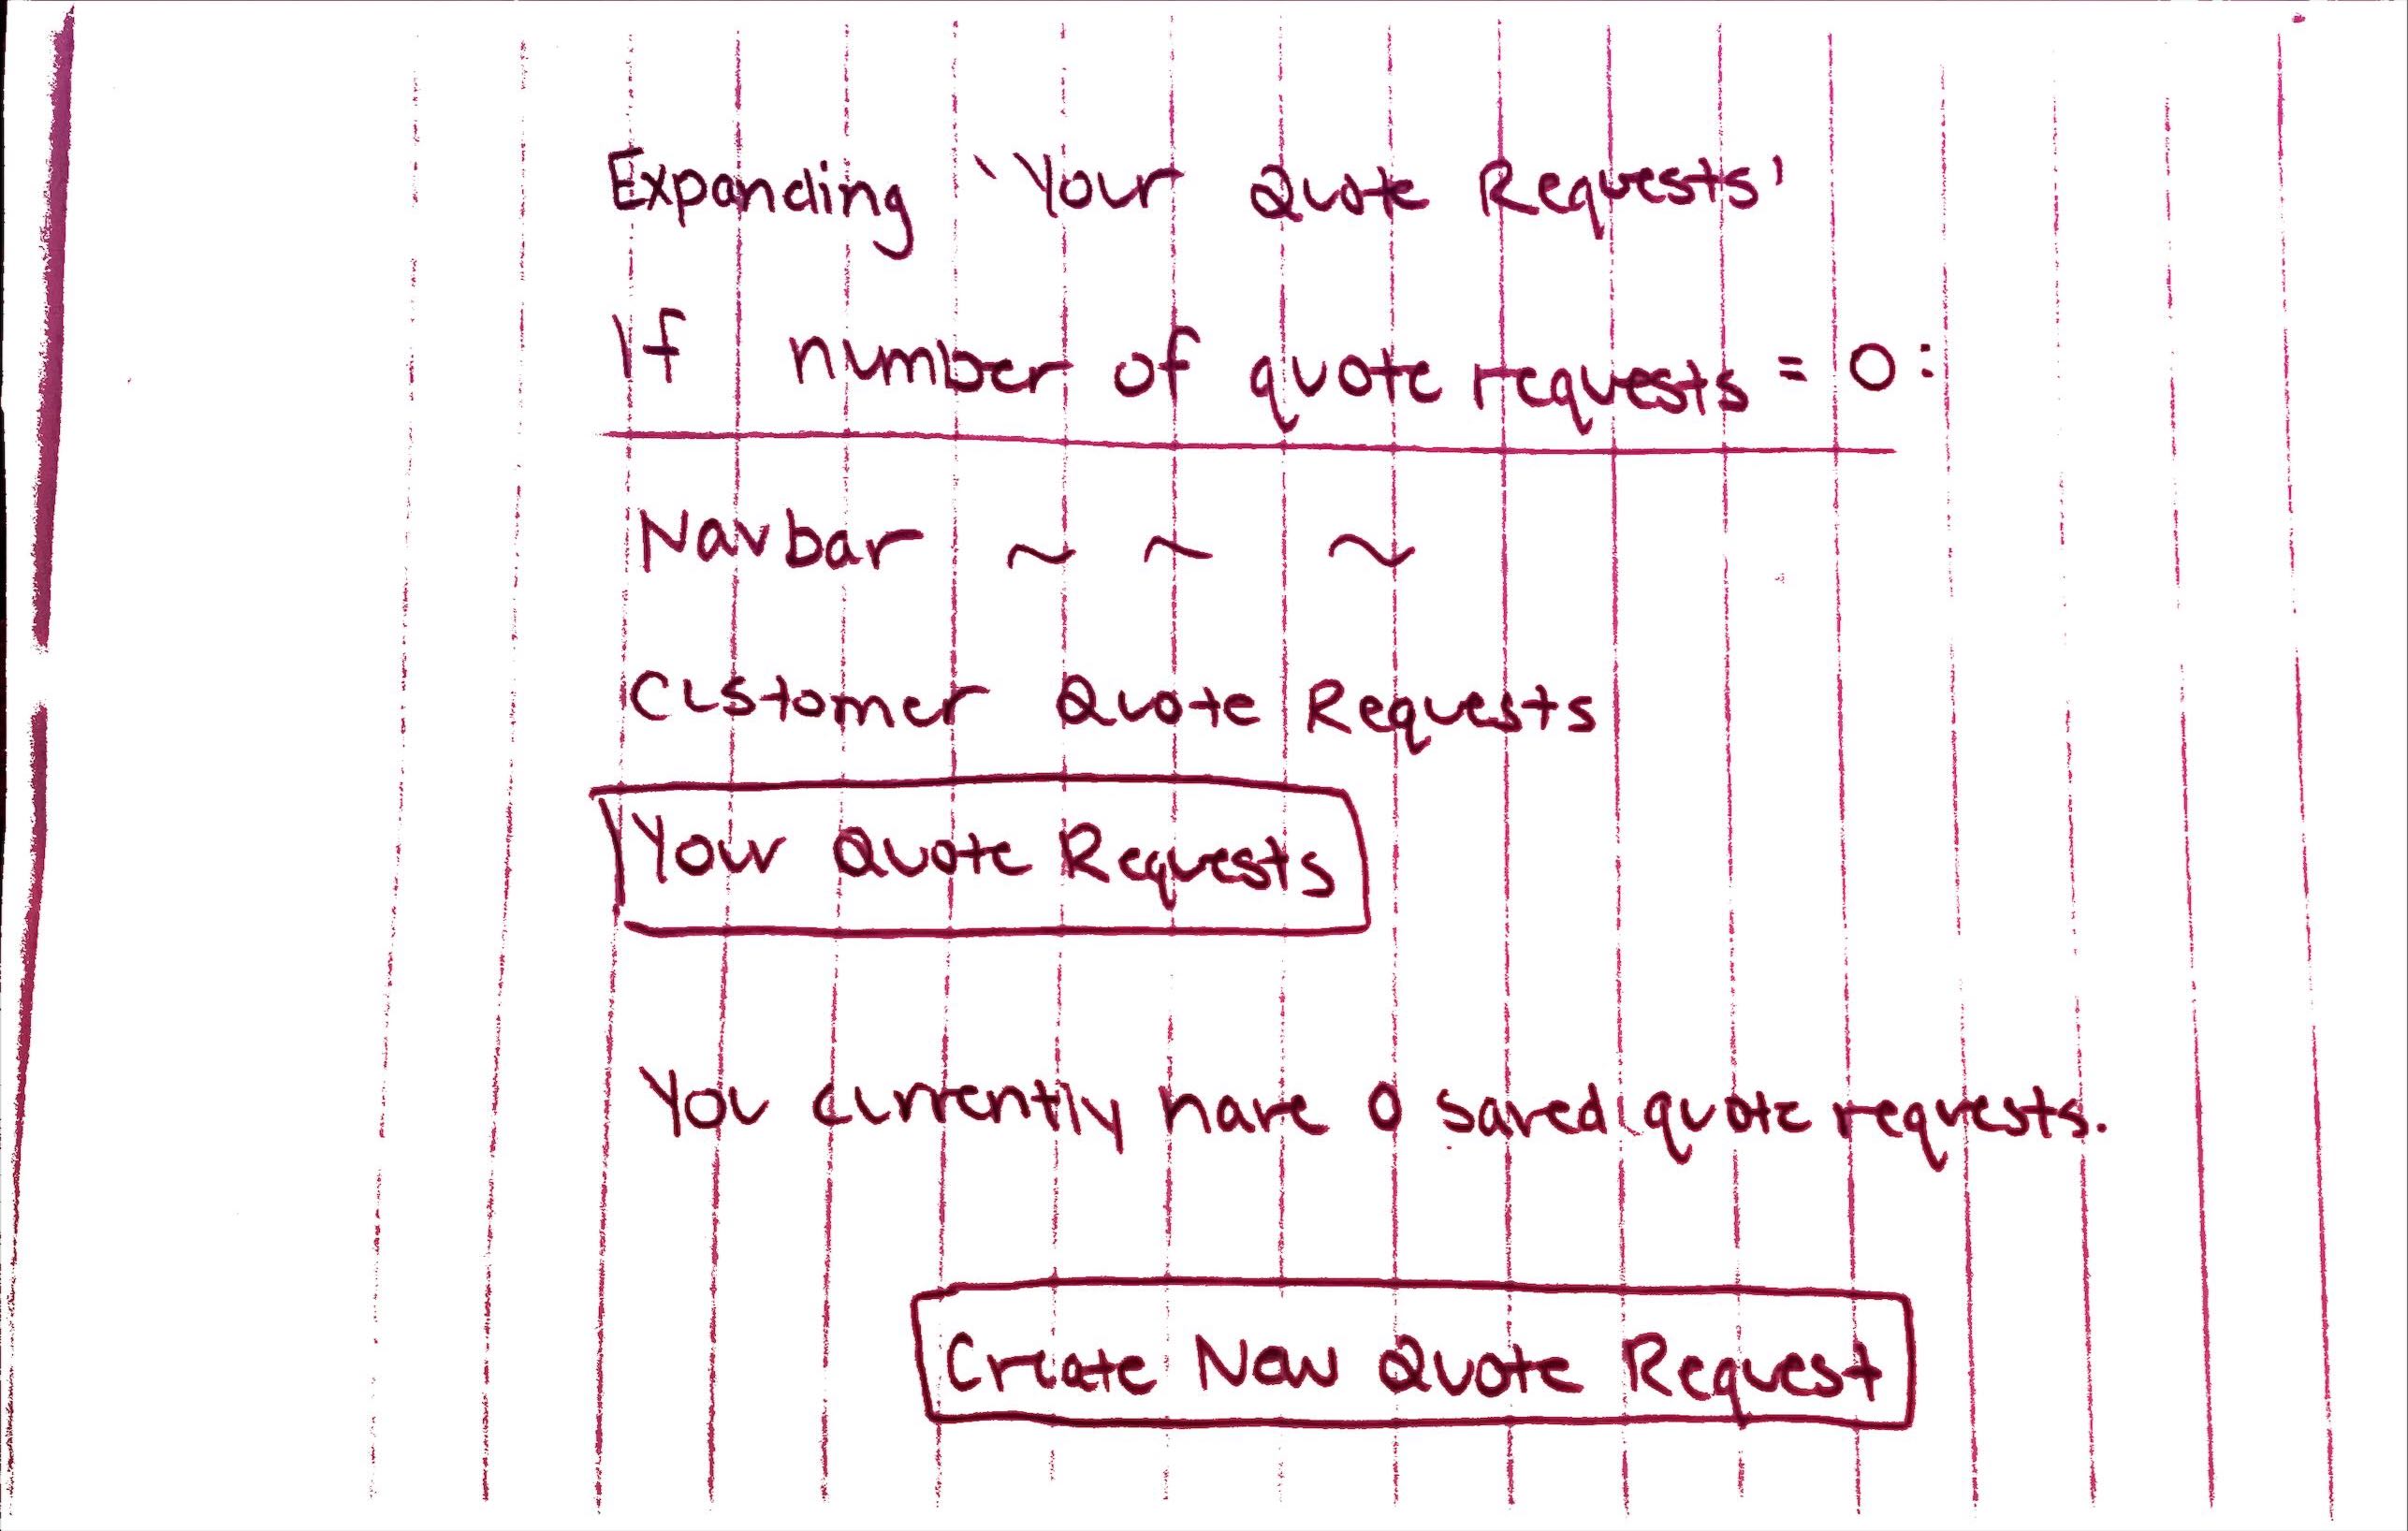 Expanding 'Your Quote Requests'
If number of quote requests = 0:
Navbar ~ ~ ~
Customer Quote Requests
Your Quote Requests
You currently have 0 saved quote requests.
Create New Quote Request